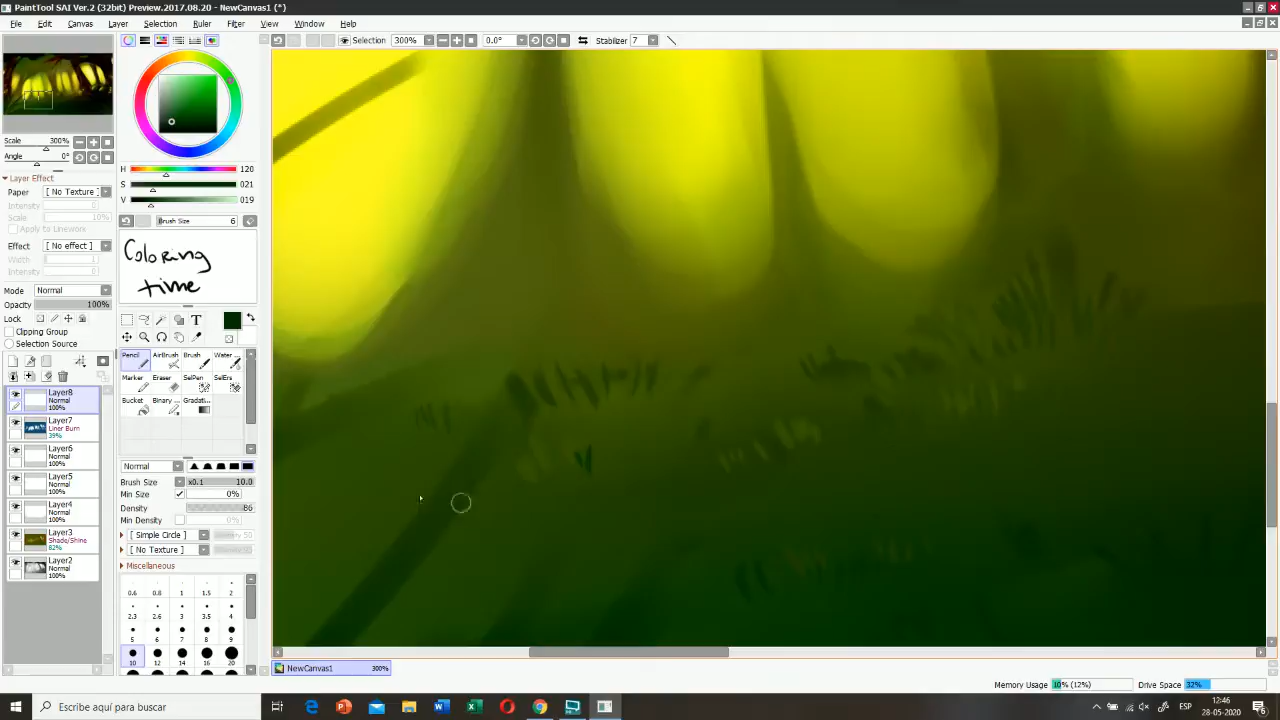 PaintTool SAI Ver.2 (32bit) Preview.2017.08.20 - NewCanvas1 (*)
File Edit Canvas Layer Selection Ruler Filter View Window Help
Selection 300% 0.0° Stabilizer 7
Scale 300%
Angle 0°
Layer Effect
Paper [ No Texture ]
Intensity 0
Scale 10%
Apply to Linework
Effect [ No effect ]
Width 1
Intensity 0
Mode Normal
Opacity 100%
Lock
Clipping Group
Selection Source
Layer8
Normal
100%
Layer7
Liner Burn
39%
Layer6
Normal
100%
Layer5
Normal
100%
Layer4
Normal
100%
Layer3
Shade/Shine
82%
Layer2
Normal
100%
H 120
S 021
V 019
Brush Size 6
Coloring
time
T
Pencil AirBrush Brush Water ...
Marker Eraser SelPen SelErs
Bucket Binary ... Gradati...
Normal
Brush Size x0.1 10.0
Min Size 0%
Density 86
Min Density 0%
[ Simple Circle ] 50
[ No Texture ]
Miscellaneous
0.6 0.8 1 1.5 2
2.3 2.6 3 3.5 4
5 6 7 8 9
10 12 14 16 20
NewCanvas1 300%
Memory Usage 10% (12%) Drive Space 32%
Escribe aquí para buscar
ESP
12:46
28-05-2020
6